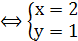 ⇔ { x = 2
y = 1